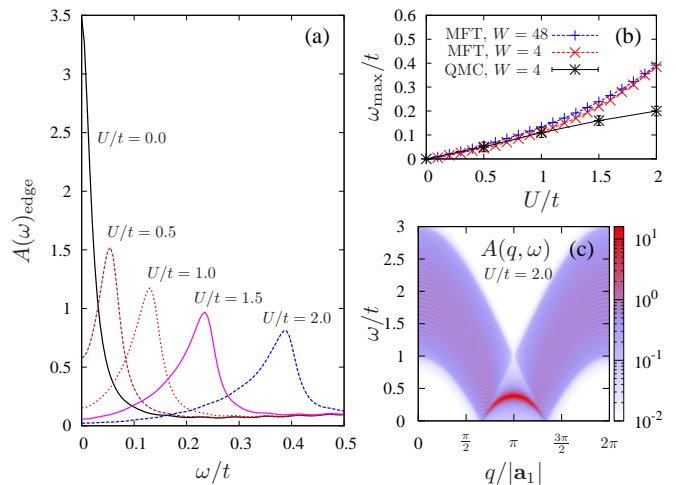 (a)
A(ω)edge
3.5
3
2.5
2
1.5
1
0.5
0
U/t = 0.0
U/t = 0.5
U/t = 1.0
U/t = 1.5
U/t = 2.0
0 0.1 0.2 0.3 0.4 0.5
ω/t
(b)
ωmax/t
0.6
0.5
0.4
0.3
0.2
0.1
0
MFT, W = 48
MFT, W = 4
QMC, W = 4
0 0.5 1.0 1.5 2
U/t
(c)
A(q, ω)
U/t = 2.0
ω/t
3
2.5
2
1.5
1
0.5
0
0 π/2 π 3π/2 2π
q/|a₁|
10¹
10⁰
10⁻¹
10⁻²